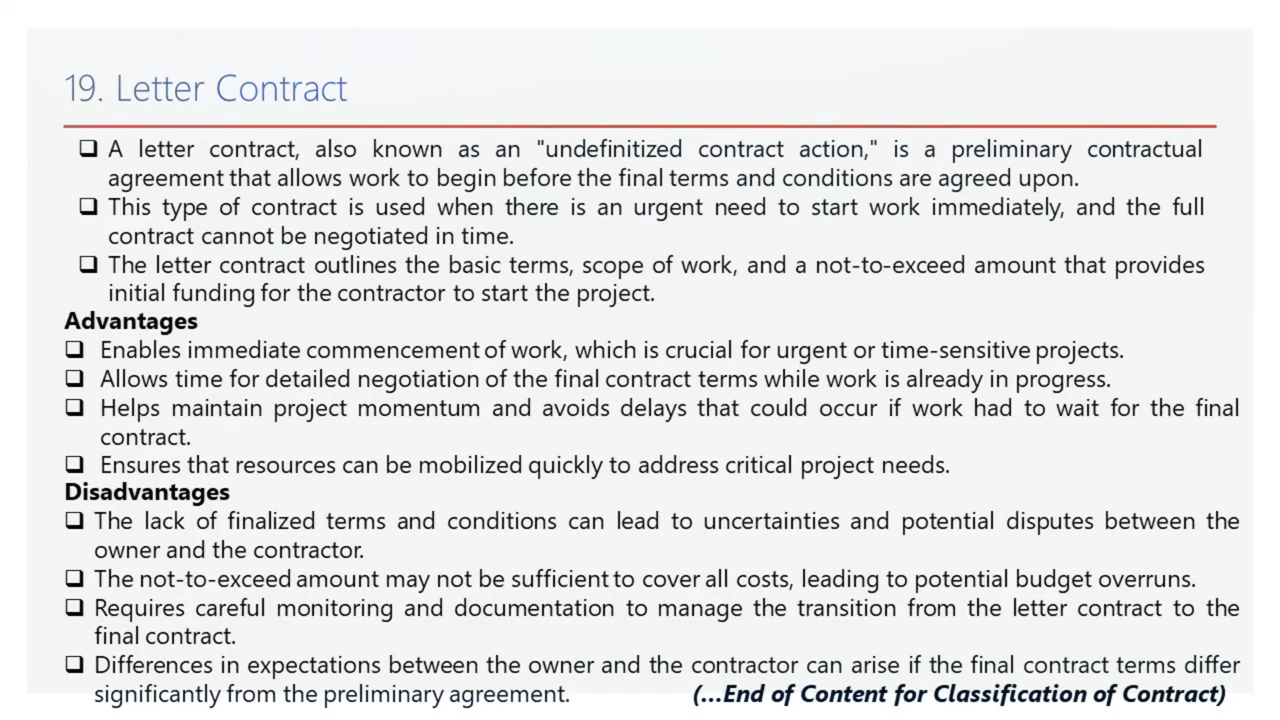 19. Letter Contract
❑ A letter contract, also known as an "undefinitized contract action," is a preliminary contractual
agreement that allows work to begin before the final terms and conditions are agreed upon.
❑ This type of contract is used when there is an urgent need to start work immediately, and the full
contract cannot be negotiated in time.
❑ The letter contract outlines the basic terms, scope of work, and a not-to-exceed amount that provides
initial funding for the contractor to start the project.
Advantages
❑ Enables immediate commencement of work, which is crucial for urgent or time-sensitive projects.
❑ Allows time for detailed negotiation of the final contract terms while work is already in progress.
❑ Helps maintain project momentum and avoids delays that could occur if work had to wait for the final
contract.
❑ Ensures that resources can be mobilized quickly to address critical project needs.
Disadvantages
❑ The lack of finalized terms and conditions can lead to uncertainties and potential disputes between the
owner and the contractor.
❑ The not-to-exceed amount may not be sufficient to cover all costs, leading to potential budget overruns.
❑ Requires careful monitoring and documentation to manage the transition from the letter contract to the
final contract.
❑ Differences in expectations between the owner and the contractor can arise if the final contract terms differ
significantly from the preliminary agreement. (...End of Content for Classification of Contract)